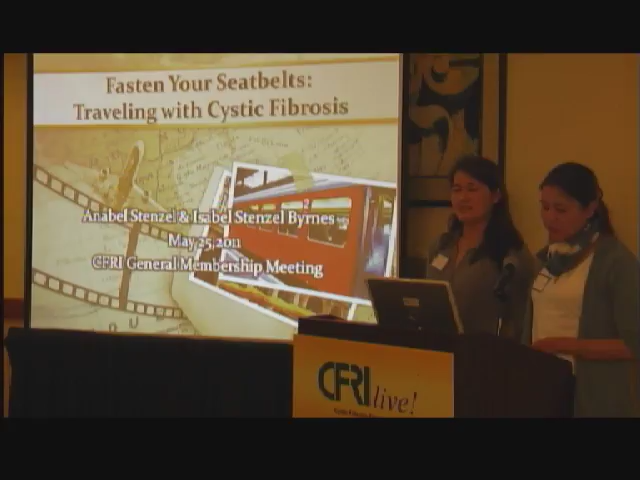 Fasten Your Seatbelts:
Traveling with Cystic Fibrosis
Anabel Stenzel & Isabel Stenzel Byrnes
May 25, 2011
CFRI General Membership Meeting
CFRI live!